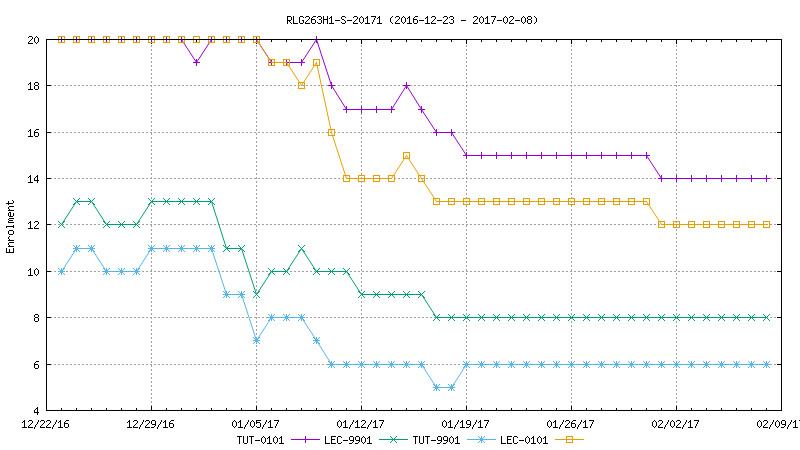 RLG263H1-S-20171 (2016-12-23 - 2017-02-08)
20
18
16
14
12
10
8
6
4
Enrolment
12/22/16 12/29/16 01/05/17 01/12/17 01/19/17 01/26/17 02/02/17 02/09/17
TUT-0101 LEC-9901 TUT-9901 LEC-0101